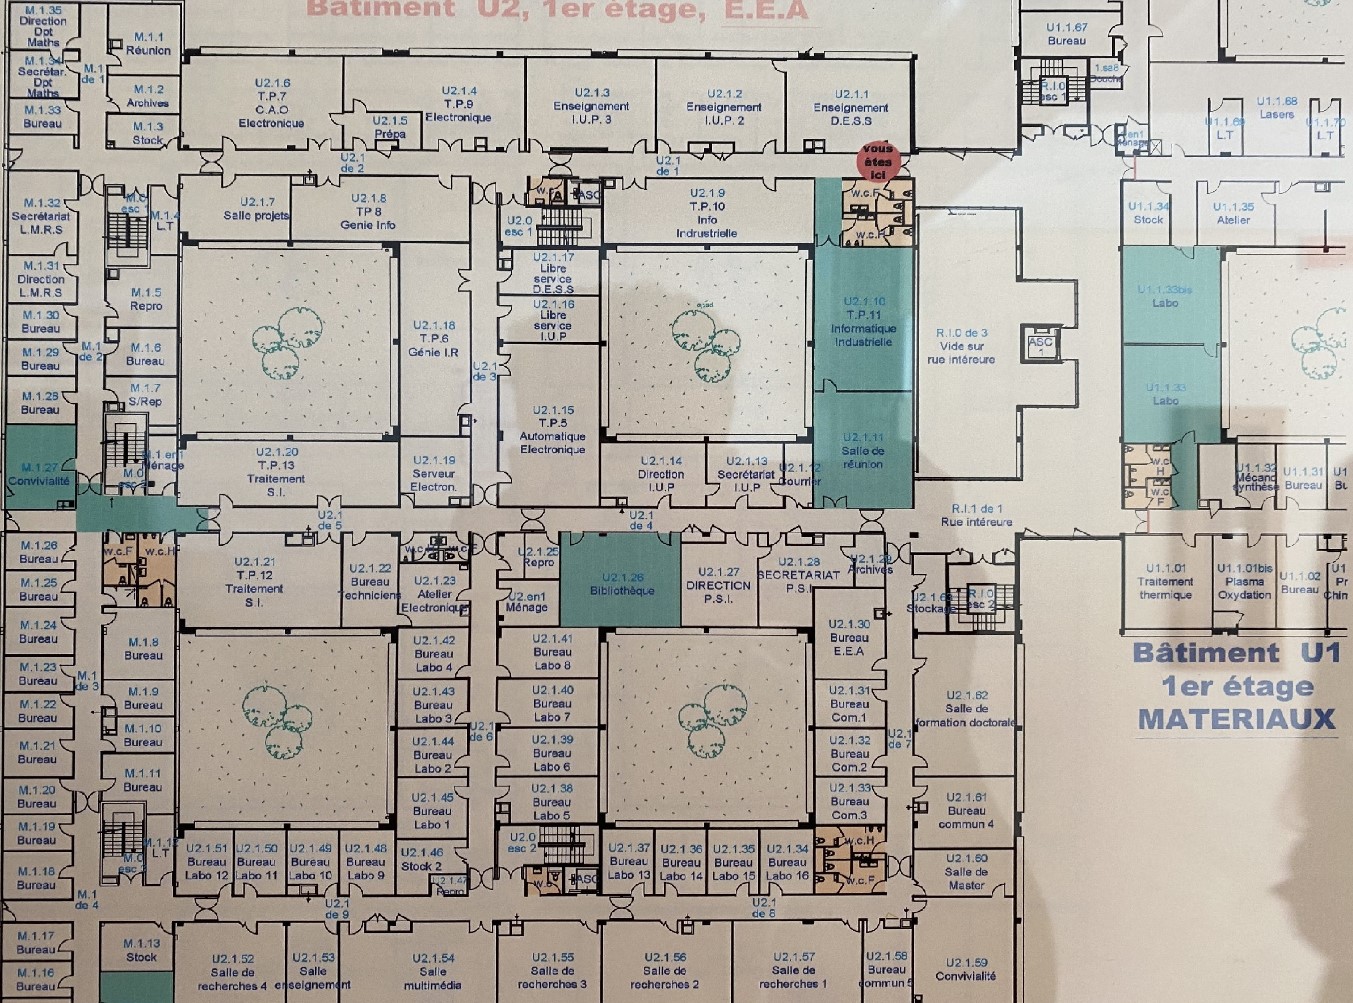 Bâtiment U2, 1er étage, E.E.A
M.1.35
Direction
Dpt
Maths
M.1.34
Secrétar.
Dpt
Maths
M.1.33
Bureau
M.1
de 1
M.1.1
Réunion
M.1.2
Archives
M.1.3
Stock
U2.1.6
T.P.7
C.A.O
Electronique
U2.1.5
Prépa
U2.1.4
T.P.9
Electronique
U2.1.3
Enseignement
I.U.P. 3
U2.1.2
Enseignement
I.U.P. 2
U2.1.1
Enseignement
D.E.S.S
U1.1.67
Bureau
R.I.0
esc 1
U1.1.68
Lasers
U1.1.69
L.T
U1.1.70
L.T
U2.1
de 2
U2.1
de 1
vous
êtes
ici
M.1.32
Secrétariat
L.M.R.S
M.0
esc 1
M.1.4
L.T
U2.1.7
Salle projets
U2.1.8
TP 8
Genie Info
ASC
U2.0
esc 1
U2.1.9
T.P.10
Info
Indrustrielle
w.c.F
w.c.H
U1.1.34
Stock
U1.1.35
Atelier
M.1.31
Direction
L.M.R.S
M.1.30
Bureau
M.1.29
Bureau
M.1.28
Bureau
M.1
de 2
M.1.5
Repro
M.1.6
Bureau
M.1.7
S/Rep
U2.1.18
T.P.6
Génie I.R
U2.1
de 3
U2.1.17
Libre
service
D.E.S.S
U2.1.16
Libre
service
I.U.P
U2.1.15
T.P.5
Automatique
Electronique
U2.1.10
T.P.11
Informatique
Industrielle
R.I.0 de 3
Vide sur
rue intéreure
ASC
1
U1.1.33bis
Labo
U1.1.33
Labo
M.1.27
Convivialité
M.1 en1
Ménage
U2.1.20
T.P.13
Traitement
S.I.
U2.1.19
Serveur
Electron.
U2.1.14
Direction
I.U.P
U2.1.13
Secrétariat
I.U.P
U2.1.12
Courrier
U2.1.11
Salle de
réunion
w.c
H
w.c
F
U1.1.32
Mécano
synthèse
U1.1.31
Bureau
U2.1
de 5
U2.1
de 4
R.I.1 de 1
Rue intéreure
M.1.26
Bureau
M.1.25
Bureau
M.1.24
Bureau
M.1.23
Bureau
M.1.22
Bureau
M.1.21
Bureau
M.1.20
Bureau
M.1.19
Bureau
M.1.18
Bureau
w.c.F
w.c.H
U2.1.21
T.P.12
Traitement
S.I.
U2.1.22
Bureau
Techniciens
U2.1.23
Atelier
Electronique
U2.1.25
Repro
U2.en1
Ménage
U2.1.26
Bibliothèque
U2.1.27
DIRECTION
P.S.I.
U2.1.28
SECRETARIAT
P.S.I.
U2.1.29
Archives
Stockage
R.I.0
esc 2
U1.1.01
Traitement
thermique
U1.1.01bis
Plasma
Oxydation
U1.1.02
Bureau
Bâtiment U1
1er étage
MATERIAUX
M.1
de 3
M.1.8
Bureau
M.1.9
Bureau
M.1.10
Bureau
M.1.11
Bureau
U2.1.42
Bureau
Labo 4
U2.1.43
Bureau
Labo 3
U2.1.44
Bureau
Labo 2
U2.1.45
Bureau
Labo 1
U2.1
de 6
U2.1.41
Bureau
Labo 8
U2.1.40
Bureau
Labo 7
U2.1.39
Bureau
Labo 6
U2.1.38
Bureau
Labo 5
U2.1.30
Bureau
E.E.A
U2.1.31
Bureau
Com.1
U2.1.32
Bureau
Com.2
U2.1.33
Bureau
Com.3
U2.1
de 7
U2.1.62
Salle de
formation doctorale
U2.1.61
Bureau
commun 4
U2.1.60
Salle de
Master
M.1.12
L.T
U2.1.51
Bureau
Labo 12
U2.1.50
Bureau
Labo 11
U2.1.49
Bureau
Labo 10
U2.1.48
Bureau
Labo 9
U2.1.46
Stock 2
U2.1.47
Repro
U2.0
esc 2
ASC
U2.1.37
Bureau
Labo 13
U2.1.36
Bureau
Labo 14
U2.1.35
Bureau
Labo 15
U2.1.34
Bureau
Labo 16
w.c.H
w.c.F
M.1
de 4
U2.1
de 9
U2.1
de 8
M.1.17
Bureau
M.1.16
Bureau
M.1.13
Stock
U2.1.52
Salle de
recherches 4
U2.1.53
Salle
enseignement
U2.1.54
Salle
multimédia
U2.1.55
Salle de
recherches 3
U2.1.56
Salle de
recherches 2
U2.1.57
Salle de
recherches 1
U2.1.58
Bureau
commun 5
U2.1.59
Convivialité